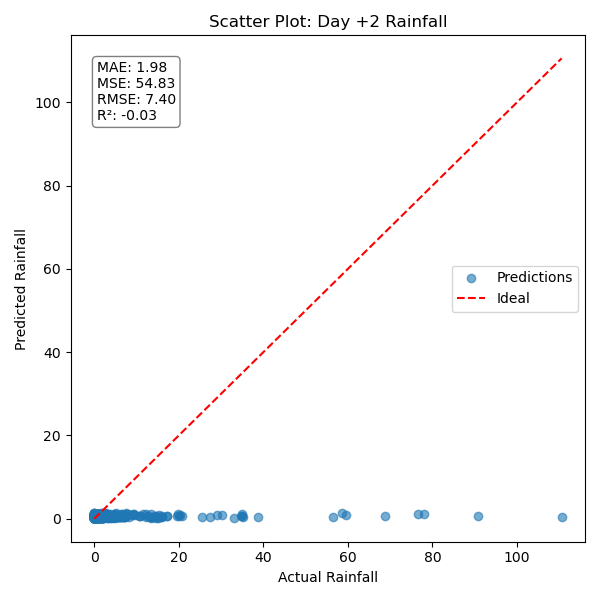 Scatter Plot: Day +2 Rainfall
MAE: 1.98
MSE: 54.83
RMSE: 7.40
R²: -0.03
100
80
60
40
20
0
Predicted Rainfall
Predictions
Ideal
0 20 40 60 80 100
Actual Rainfall